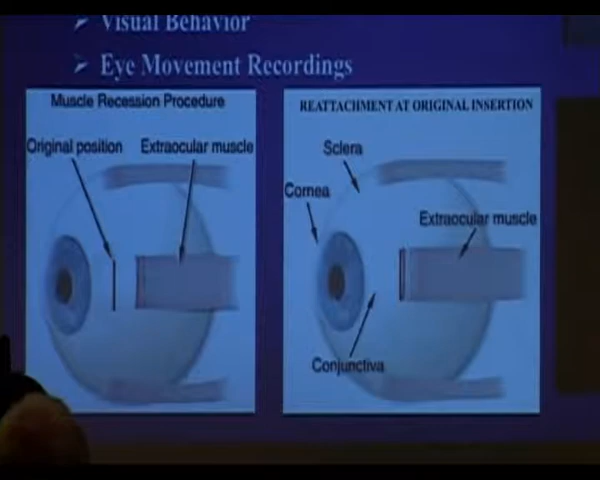 Visual Behavior
Eye Movement Recordings
Muscle Recession Procedure
Original position Extraocular muscle
REATTACHMENT AT ORIGINAL INSERTION
Sclera
Cornea
Extraocular muscle
Conjunctiva